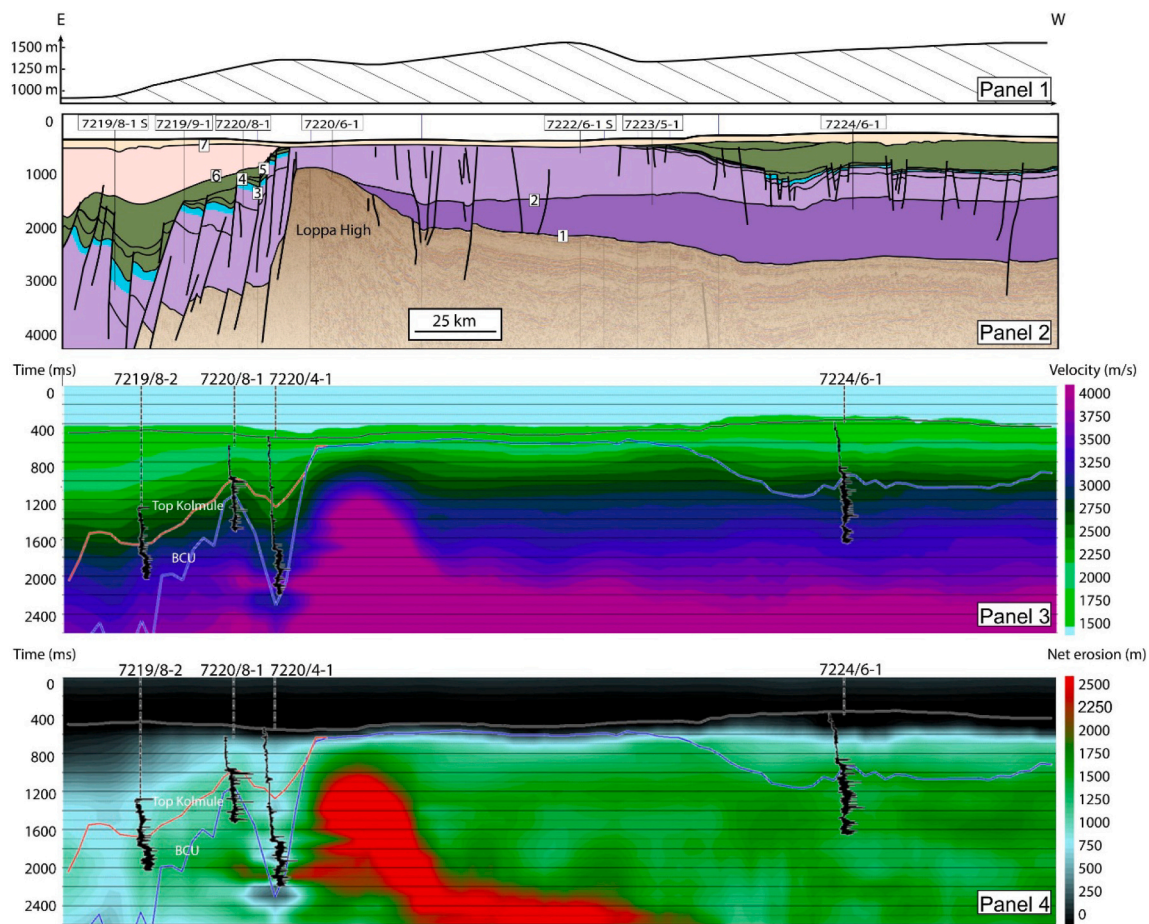 E W
1500 m
1250 m
1000 m
Panel 1
0
7219/8-1 S 7219/9-1 7220/8-1 7220/6-1 7222/6-1 S 7223/5-1 7224/6-1
7
1000
6 4 5 3
2
2000
Loppa High
1
3000
25 km
4000
Panel 2
Time (ms) Velocity (m/s)
7219/8-2 7220/8-1 7220/4-1 7224/6-1
0
400
800
1200
1600
2000
2400
Top Kolmule
BCU
Panel 3
4000
3750
3500
3250
3000
2750
2500
2250
2000
1750
1500
Time (ms) Net erosion (m)
7219/8-2 7220/8-1 7220/4-1 7224/6-1
0
400
800
1200
1600
2000
2400
Top Kolmule
BCU
Panel 4
2500
2250
2000
1750
1500
1250
1000
750
500
250
0